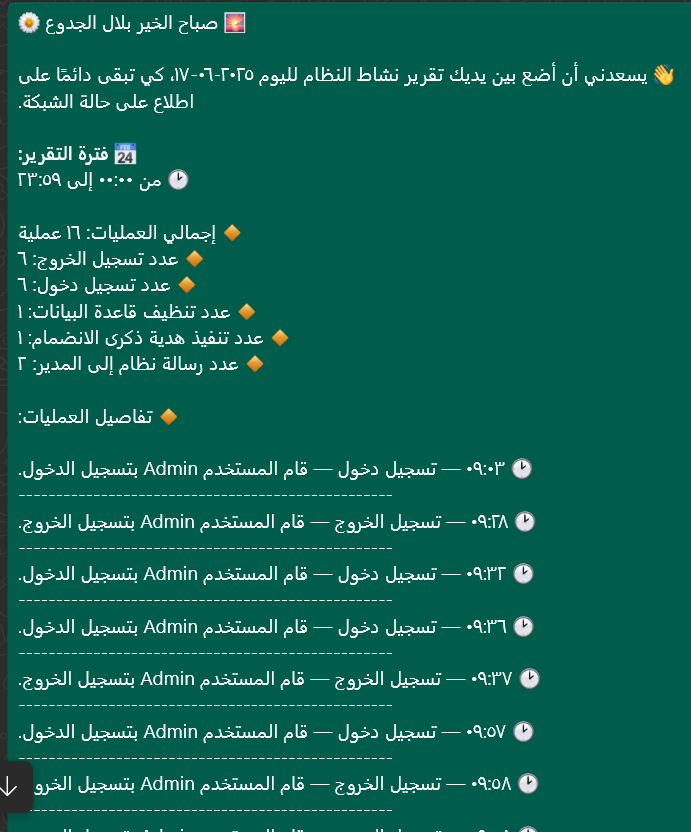 🌅 صباح الخير بلال الجدوع 🌼
👋 يسعدني أن أضع بين يديك تقرير نشاط النظام لليوم ٢٠٢٥-٠٦-١٧، كي تبقى دائمًا على
اطلاع على حالة الشبكة.
📆 فترة التقرير:
🕑 من ٠٠:٠٠ إلى ٢٣:٥٩
🔸 إجمالي العمليات: ١٦ عملية
🔸 عدد تسجيل الخروج: ٦
🔸 عدد تسجيل دخول: ٦
🔸 عدد تنظيف قاعدة البيانات: ١
🔸 عدد تنفيذ هدية ذكرى الانضمام: ١
🔸 عدد رسالة نظام إلى المدير: ٢
🔸 تفاصيل العمليات:
🕑 ٠٩:٠٣ — تسجيل دخول — قام المستخدم Admin بتسجيل الدخول.
--------------------------------------------------
🕑 ٠٩:٢٨ — تسجيل الخروج — قام المستخدم Admin بتسجيل الخروج.
--------------------------------------------------
🕑 ٠٩:٣٢ — تسجيل دخول — قام المستخدم Admin بتسجيل الدخول.
--------------------------------------------------
🕑 ٠٩:٣٦ — تسجيل دخول — قام المستخدم Admin بتسجيل الدخول.
--------------------------------------------------
🕑 ٠٩:٣٧ — تسجيل الخروج — قام المستخدم Admin بتسجيل الخروج.
--------------------------------------------------
🕑 ٠٩:٥٧ — تسجيل دخول — قام المستخدم Admin بتسجيل الدخول.
--------------------------------------------------
🕑 ٠٩:٥٨ — تسجيل الخروج — قام المستخدم Admin بتسجيل
--------------------------------------------------